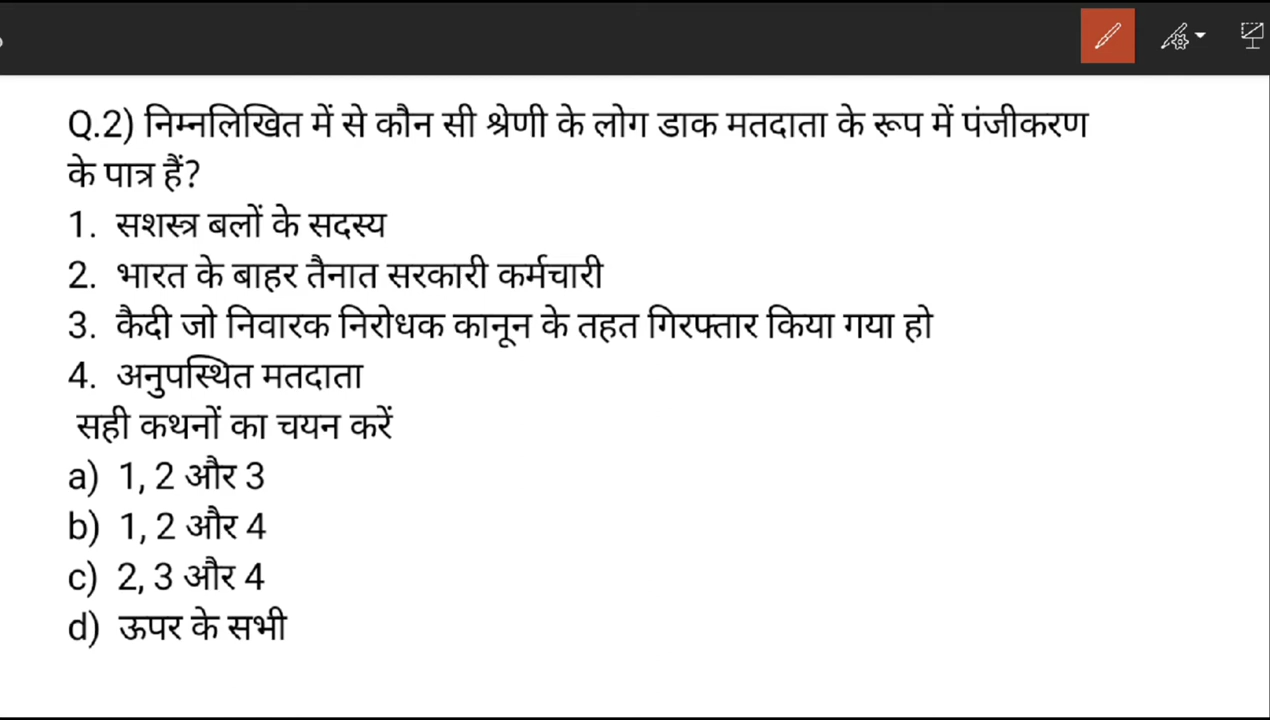 Q.2) निम्नलिखित में से कौन सी श्रेणी के लोग डाक मतदाता के रूप में पंजीकरण
के पात्र हैं?
1. सशस्त्र बलों के सदस्य
2. भारत के बाहर तैनात सरकारी कर्मचारी
3. कैदी जो निवारक निरोधक कानून के तहत गिरफ्तार किया गया हो
4. अनुपस्थित मतदाता
सही कथनों का चयन करें
a) 1, 2 और 3
b) 1, 2 और 4
c) 2, 3 और 4
d) ऊपर के सभी